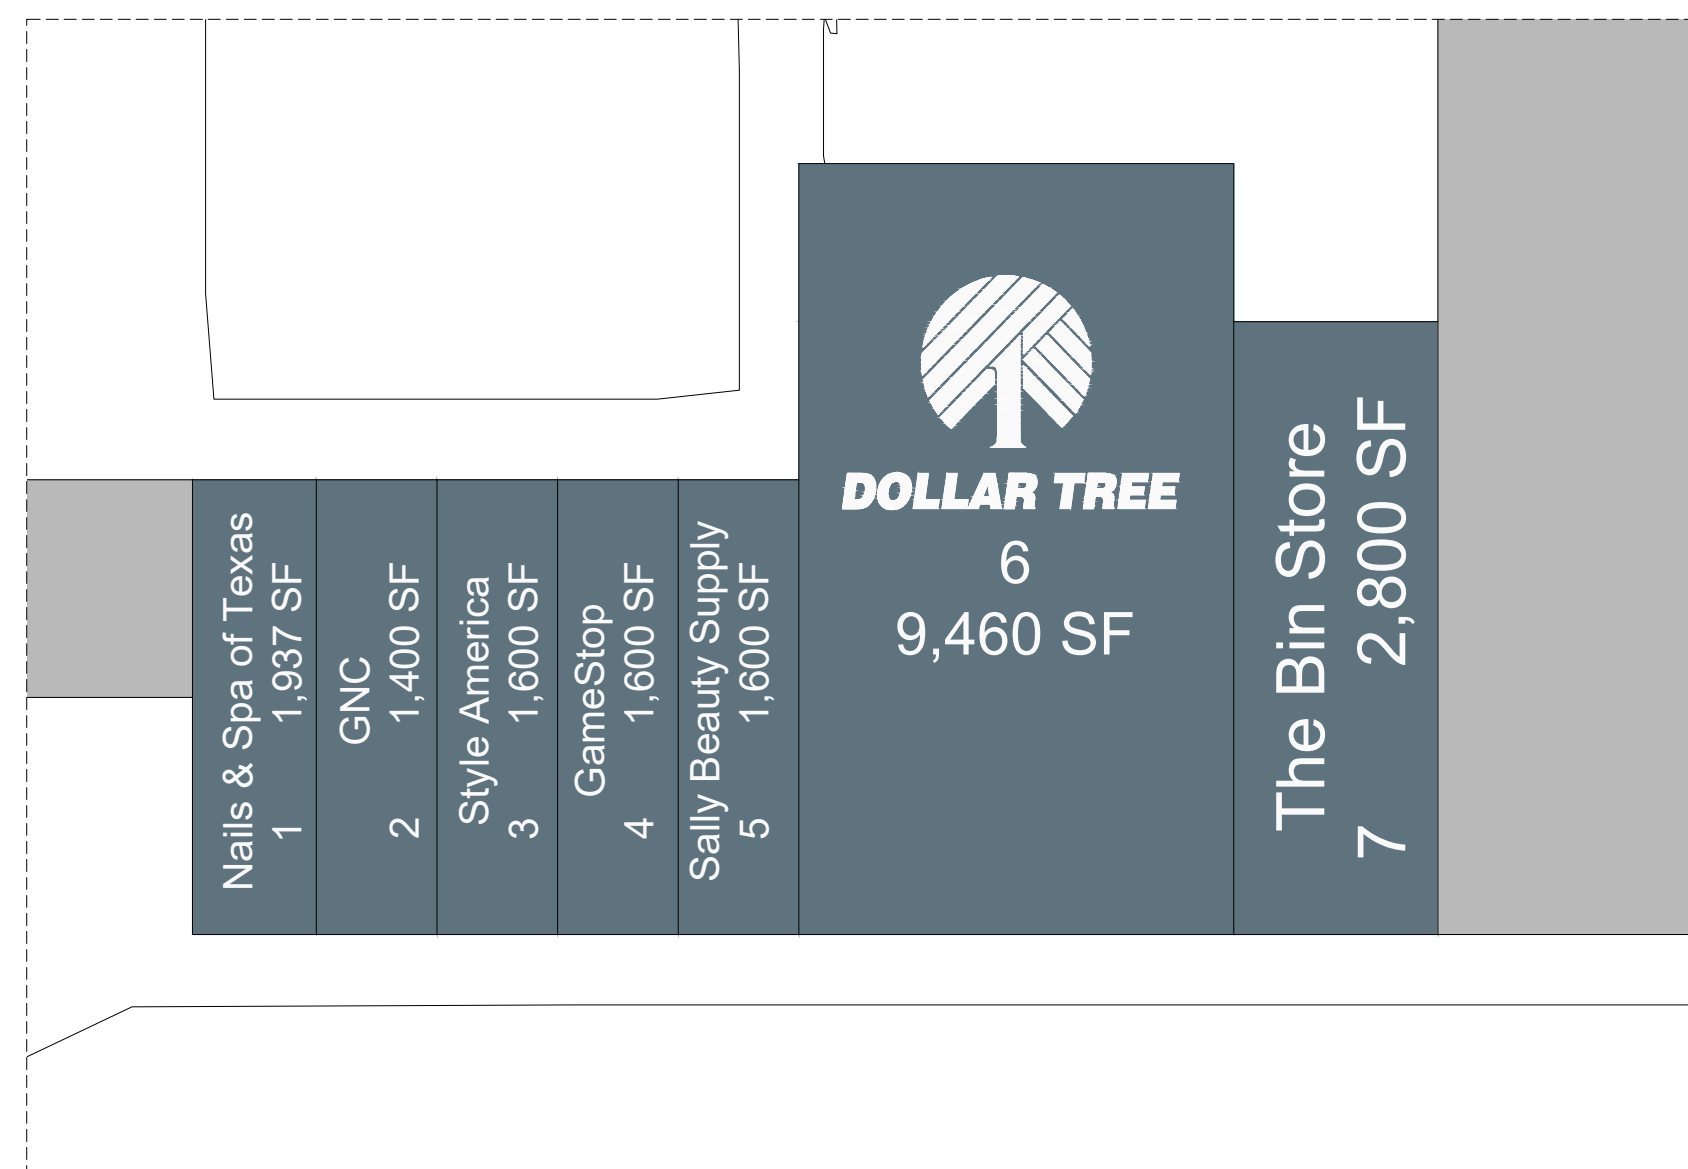 Nails & Spa of Texas
1 1,937 SF
GNC
2 1,400 SF
Style America
3 1,600 SF
GameStop
4 1,600 SF
Sally Beauty Supply
5 1,600 SF
DOLLAR TREE
6
9,460 SF
The Bin Store
7 2,800 SF